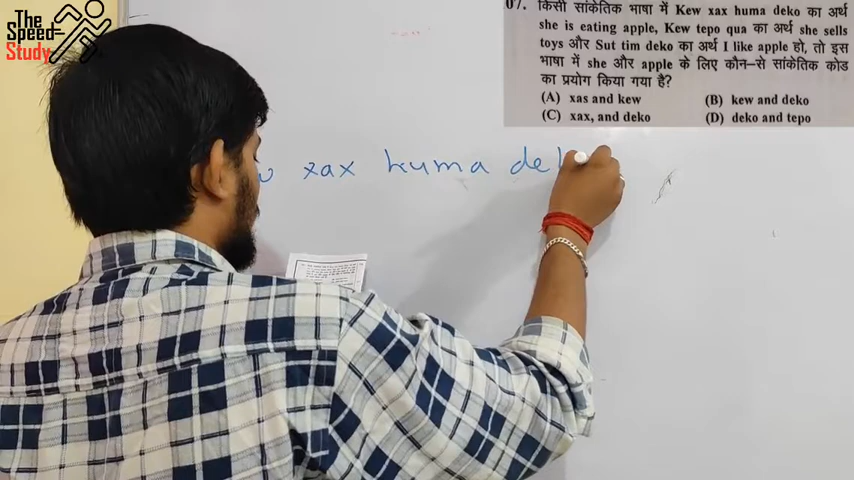 The
Speed
Study
07. किसी सांकेतिक भाषा में Kew xax huma deko का अर्थ
she is eating apple, Kew tepo qua का अर्थ she sells
toys और Sut tim deko का अर्थ I like apple हो, तो इस
भाषा में she और apple के लिए कौन-से सांकेतिक कोड
का प्रयोग किया गया है?
(A) xas and kew (B) kew and deko
(C) xax, and deko (D) deko and tepo
xax huma de